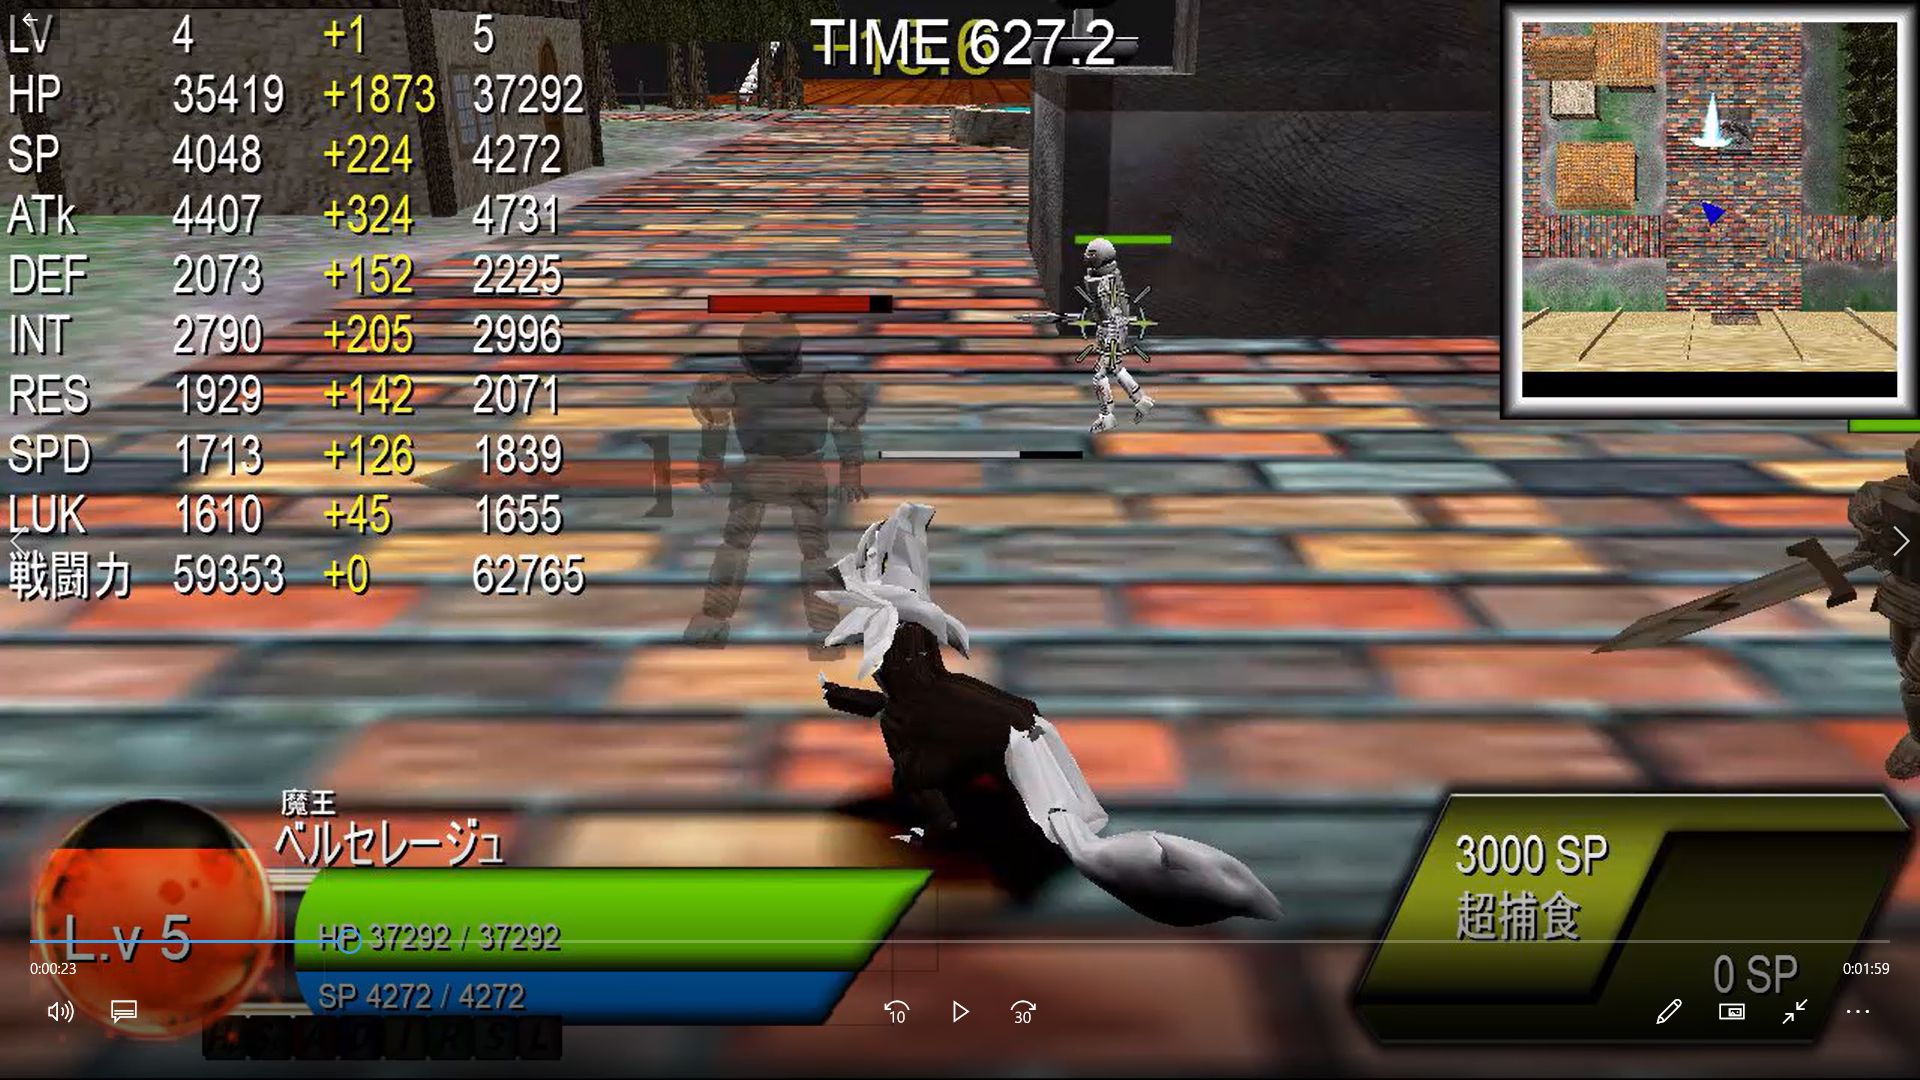 TIME 627.2
LV 4 +1 5
HP 35419 +1873 37292
SP 4048 +224 4272
ATk 4407 +324 4731
DEF 2073 +152 2225
INT 2790 +205 2996
RES 1929 +142 2071
SPD 1713 +126 1839
LUK 1610 +45 1655
戦闘力 59353 +0 62765
魔王
ベルセレージュ
L.v 5
HP 37292 / 37292
SP 4272 / 4272
3000 SP
超捕食
0 SP
0:00:23
0:01:59
10
30